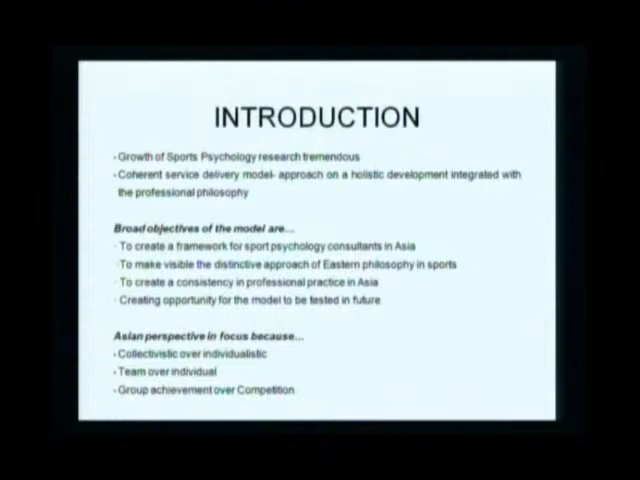 INTRODUCTION
- Growth of Sports Psychology research tremendous
- Coherent service delivery model- approach on a holistic development integrated with
the professional philosophy
Broad objectives of the model are...
· To create a framework for sport psychology consultants in Asia
· To make visible the distinctive approach of Eastern philosophy in sports
· To create a consistency in professional practice in Asia
· Creating opportunity for the model to be tested in future
Asian perspective in focus because...
- Collectivistic over individualistic
- Team over individual
- Group achievement over Competition